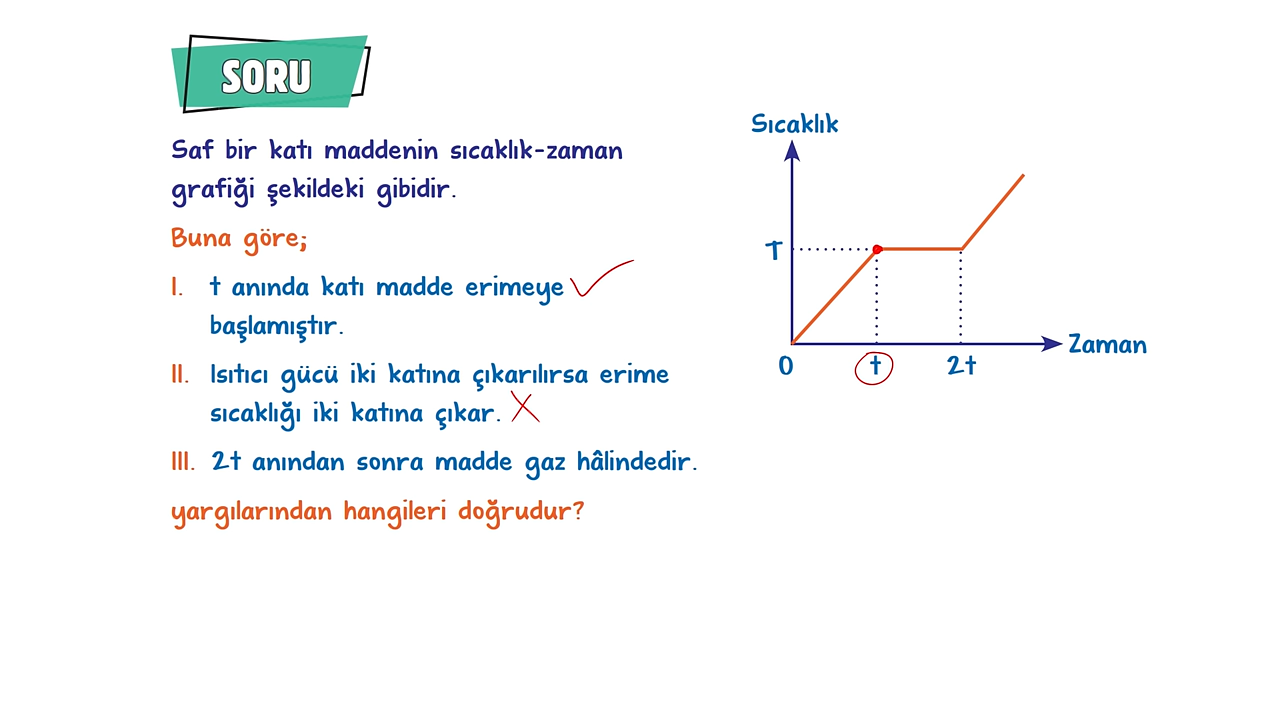 SORU
Saf bir katı maddenin sıcaklık-zaman
grafiği şekildeki gibidir.
Buna göre;
I. t anında katı madde erimeye
başlamıştır.
II. Isıtıcı gücü iki katına çıkarılırsa erime
sıcaklığı iki katına çıkar.
III. 2t anından sonra madde gaz hâlindedir.
yargılarından hangileri doğrudur?
Sıcaklık
T
0 t 2t
Zaman